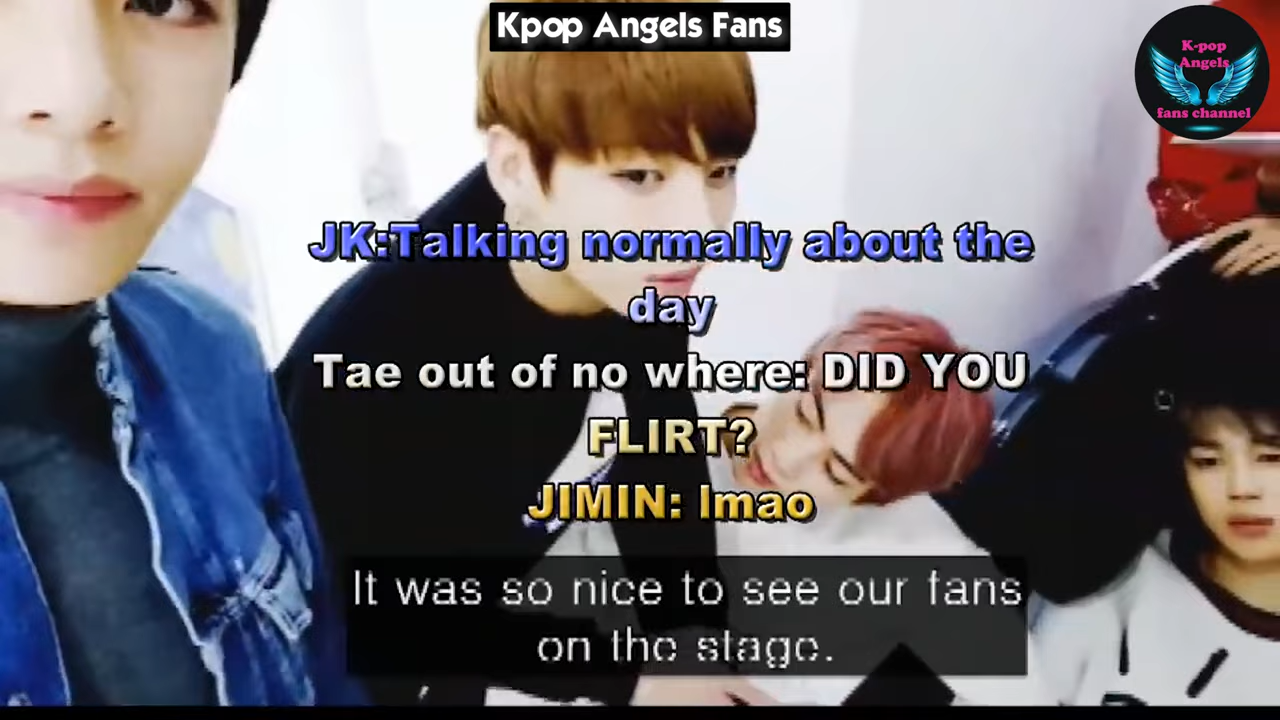 Kpop Angels Fans
K-pop
Angels
fans channel
JK:Talking normally about the
day
Tae out of no where: DID YOU
FLIRT?
JIMIN: lmao
It was so nice to see our fans
on the stage.